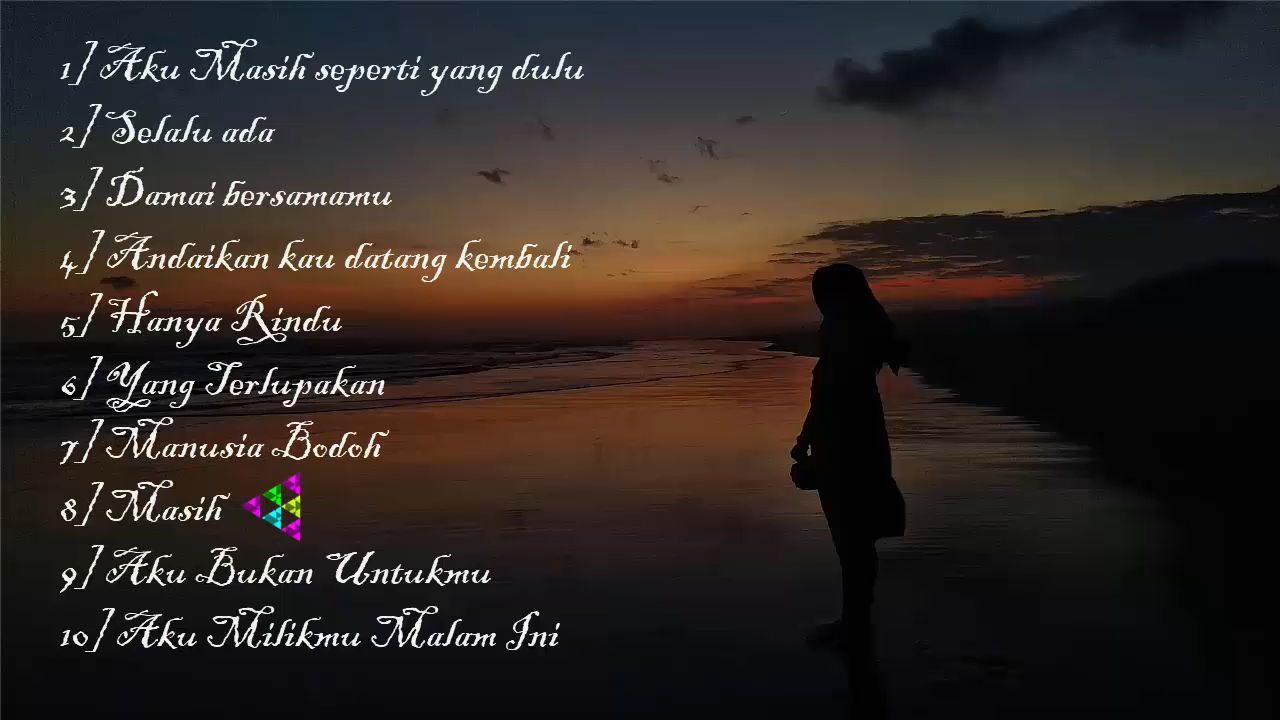 1] Aku Masih seperti yang dulu
2] Selalu ada
3] Damai bersamamu
4] Andaikan kau datang kembali
5] Hanya Rindu
6] Yang Terlupakan
7] Manusia Bodoh
8] Masih
9] Aku Bukan Untukmu
10] Aku Milikmu Malam Ini